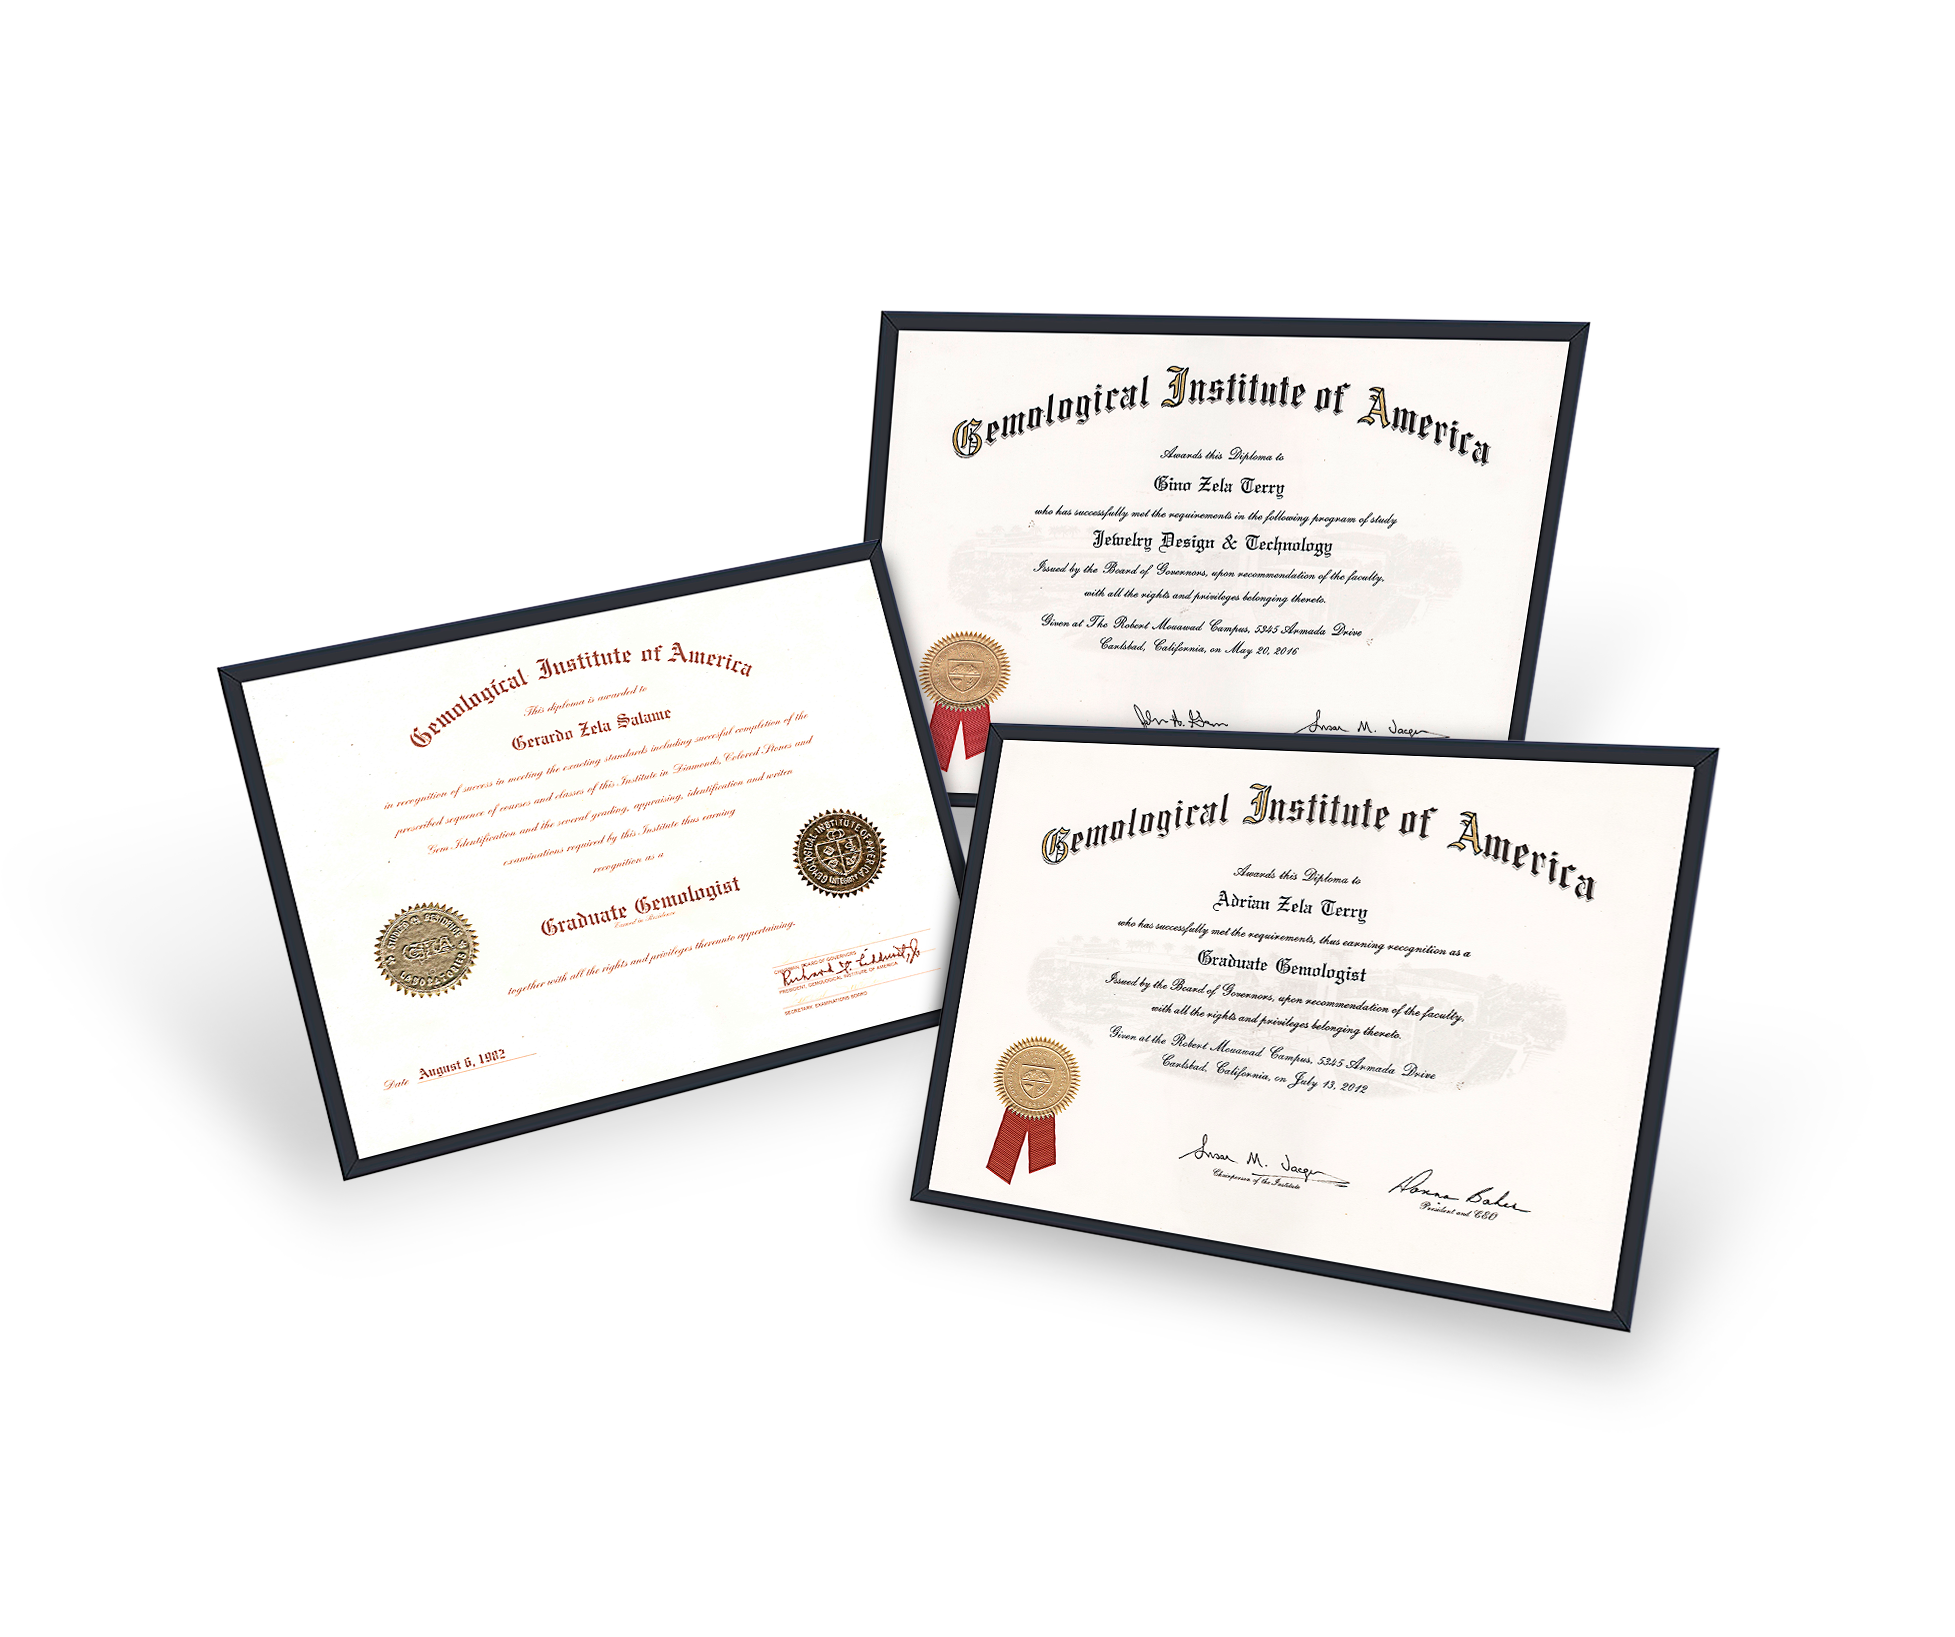 Gemological Institute of America
Awards this Diploma to
Gino Zela Terry
who has successfully met the requirements in the following program of study
Jewelry Design & Technology
Issued by the Board of Governors, upon recommendation of the faculty,
with all the rights and privileges belonging thereto.
Given at The Robert Mouawad Campus, 5345 Armada Drive
Carlsbad, California, on May 20, 2016
Susan M. Jacques
Gemological Institute of America
This diploma is awarded to
Gerardo Zela Salame
in recognition of success in meeting the exacting standards including succesful completion of the
prescribed sequence of courses and classes of this Institute in Diamonds, Colored Stones and
Gem Identification and the several grading, appraising, identification and writen
examinations required by this Institute thus earning
recognition as a
Graduate Gemologist
Earned in Residence
together with all the rights and privileges thereunto appertaining.
GEMOLOGICAL INSTITUTE OF AMERICA
INTEGRITY
GIA
CHAIRMAN BOARD OF GOVERNORS
Richard T. Liddicoat, Jr.
PRESIDENT, GEMOLOGICAL INSTITUTE OF AMERICA
SECRETARY, EXAMINATIONS BOARD
Date August 6, 1982
Gemological Institute of America
Awards this Diploma to
Adrian Zela Terry
who has successfully met the requirements, thus earning recognition as a
Graduate Gemologist
Issued by the Board of Governors, upon recommendation of the faculty,
with all the rights and privileges belonging thereto.
Given at the Robert Mouawad Campus, 5345 Armada Drive
Carlsbad, California, on July 13, 2012
Susan M. Jacques
Chairperson of the Institute
Donna Baker
President and CEO